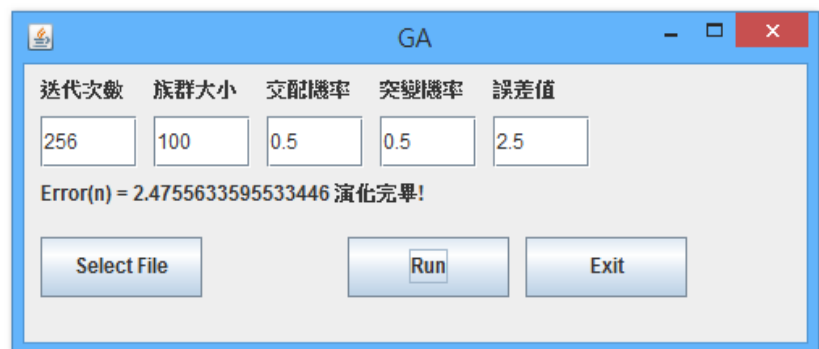 GA
迭代次數 族群大小 交配機率 突變機率 誤差值
256 100 0.5 0.5 2.5
Error(n) = 2.4755633595533446 演化完畢!
Select File Run Exit